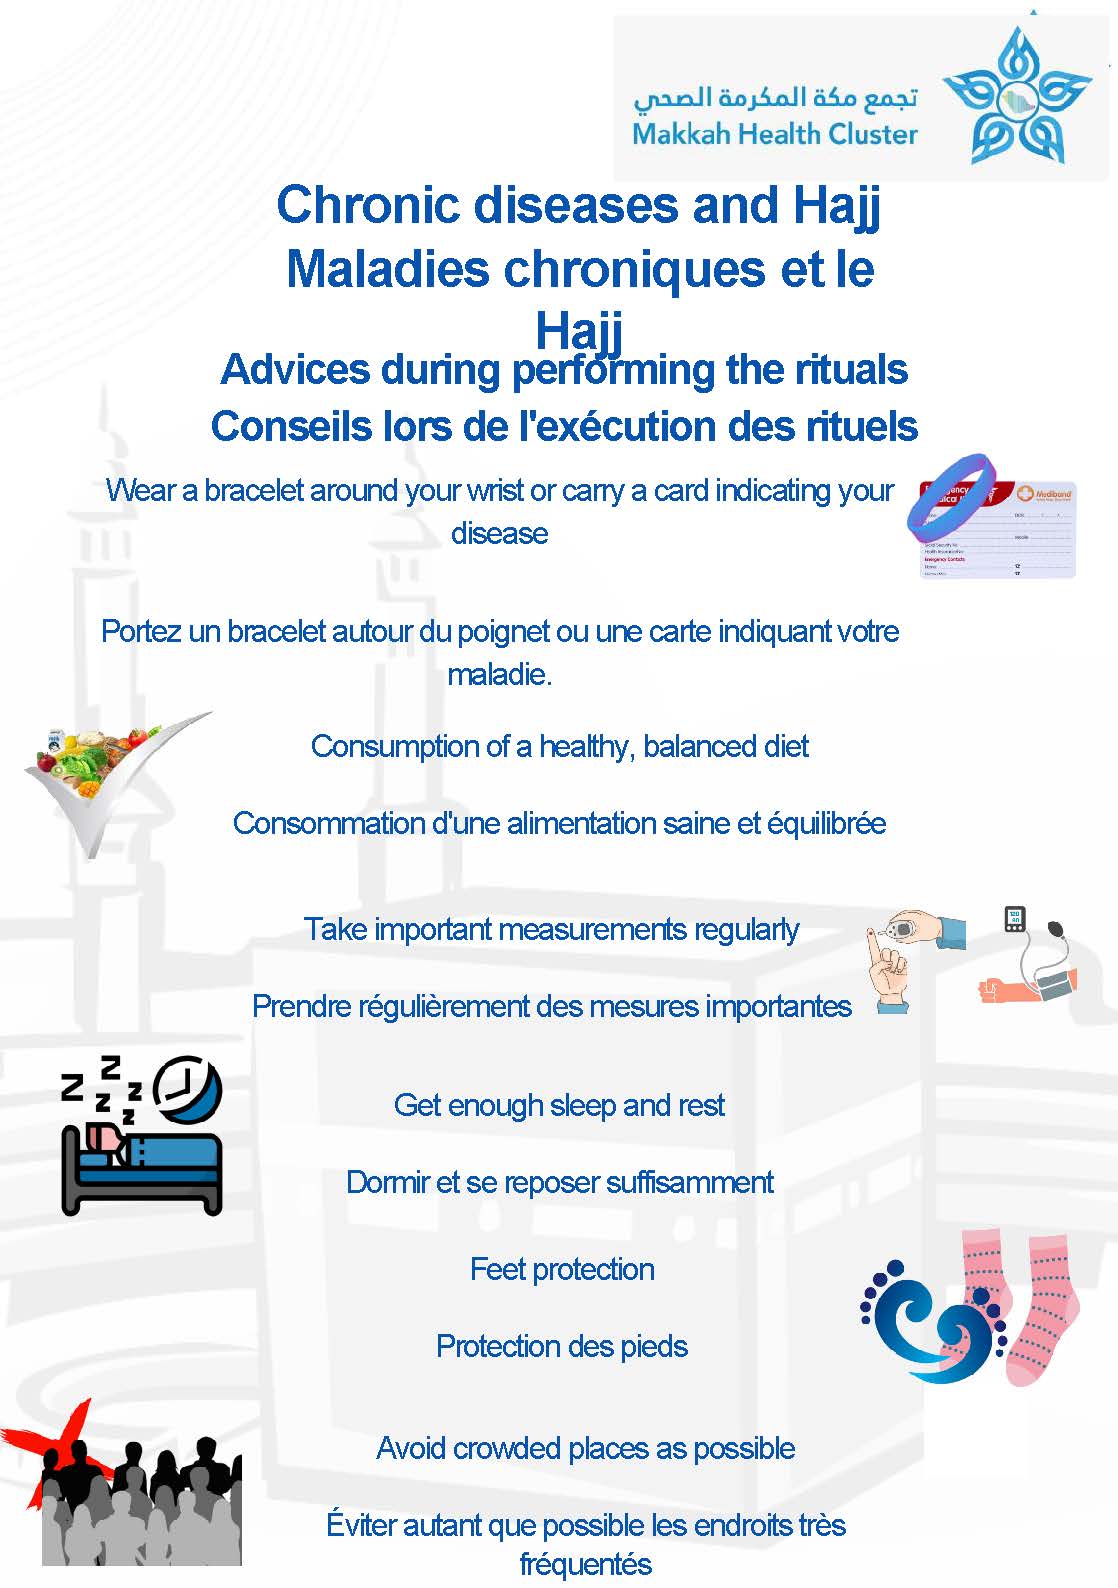 تجمع مكة المكرمة الصحي
Makkah Health Cluster
Chronic diseases and Hajj
Maladies chroniques et le
Hajj
Advices during performing the rituals
Conseils lors de l'exécution des rituels
Wear a bracelet around your wrist or carry a card indicating your
disease
Mediband
Emergency Contacts
Portez un bracelet autour du poignet ou une carte indiquant votre
maladie.
Consumption of a healthy, balanced diet
Consommation d'une alimentation saine et équilibrée
Take important measurements regularly
120
80
Prendre régulièrement des mesures importantes
Z Z Z Z Z
Get enough sleep and rest
Dormir et se reposer suffisamment
Feet protection
Protection des pieds
Avoid crowded places as possible
Éviter autant que possible les endroits très
fréquentés